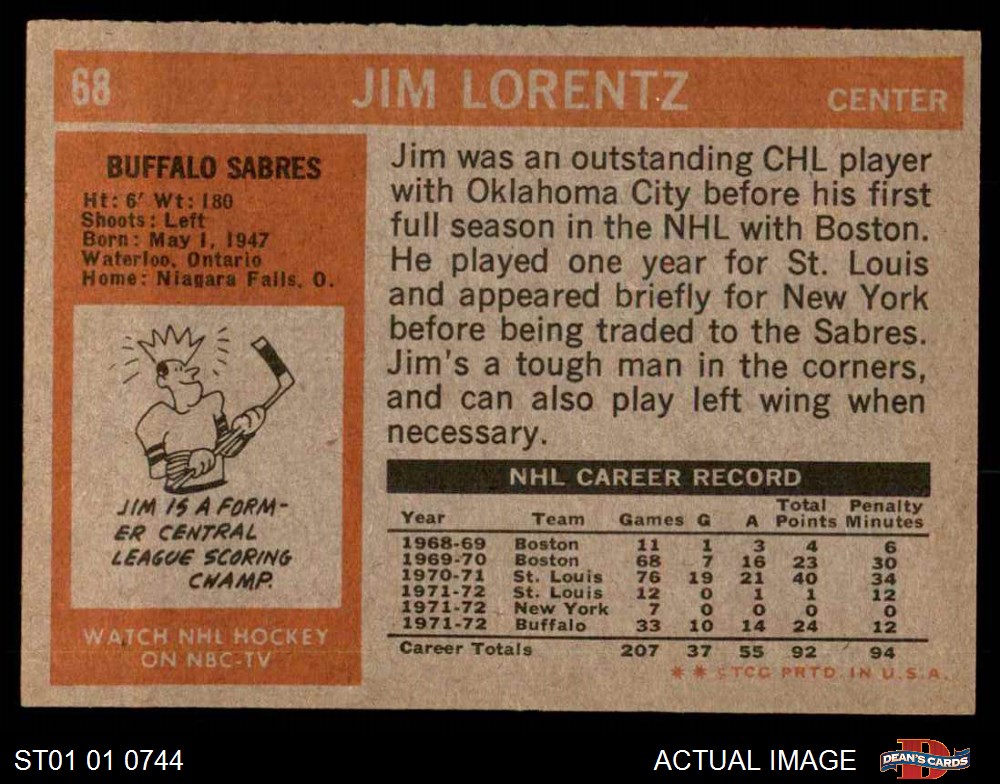 68 JIM LORENTZ CENTER
BUFFALO SABRES
Ht: 6' Wt: 180
Shoots: Left
Born: May 1, 1947
Waterloo, Ontario
Home: Niagara Falls, O.
JIM IS A FORM-
ER CENTRAL
LEAGUE SCORING
CHAMP.
WATCH NHL HOCKEY
ON NBC-TV
Jim was an outstanding CHL player
with Oklahoma City before his first
full season in the NHL with Boston.
He played one year for St. Louis
and appeared briefly for New York
before being traded to the Sabres.
Jim's a tough man in the corners,
and can also play left wing when
necessary.
NHL CAREER RECORD
Year Team Games G A Total Points Penalty Minutes
1968-69 Boston 11 1 3 4 6
1969-70 Boston 68 7 16 23 30
1970-71 St. Louis 76 19 21 40 34
1971-72 St. Louis 12 0 1 1 12
1971-72 New York 7 0 0 0 0
1971-72 Buffalo 33 10 14 24 12
Career Totals 207 37 55 92 94
* * ©TCG PRTD. IN U.S.A.
ST01 01 0744 ACTUAL IMAGE DEAN'S CARDS